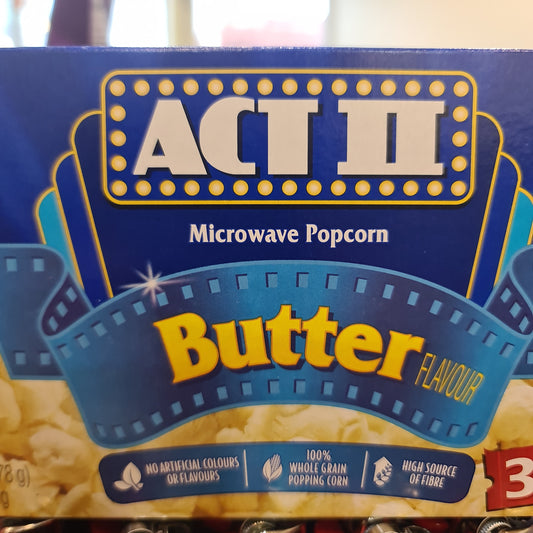 ACT II
Microwave Popcorn
Butter
FLAVOUR
NO ARTIFICIAL COLOURS
OR FLAVOURS
100%
WHOLE GRAIN
POPPING CORN
HIGH SOURCE
OF FIBRE
78 g)
g
3